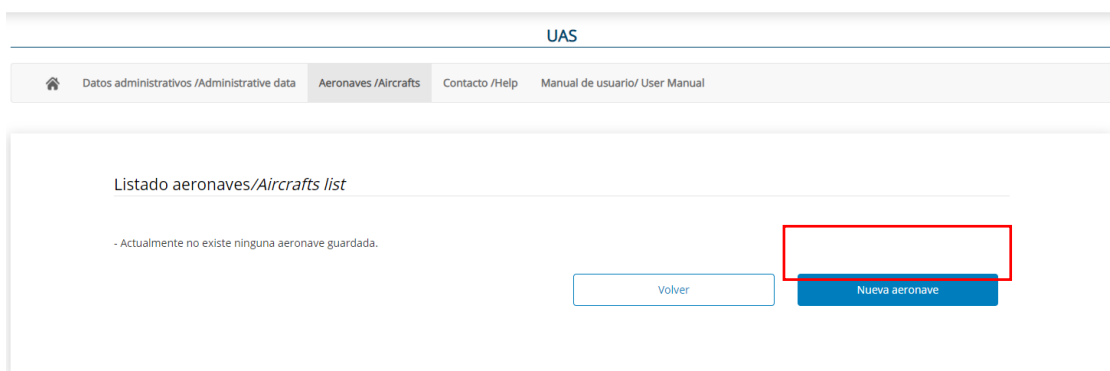 UAS
Datos administrativos /Administrative data Aeronaves /Aircrafts Contacto /Help Manual de usuario/ User Manual
Listado aeronaves/Aircrafts list
- Actualmente no existe ninguna aeronave guardada.
Volver Nueva aeronave